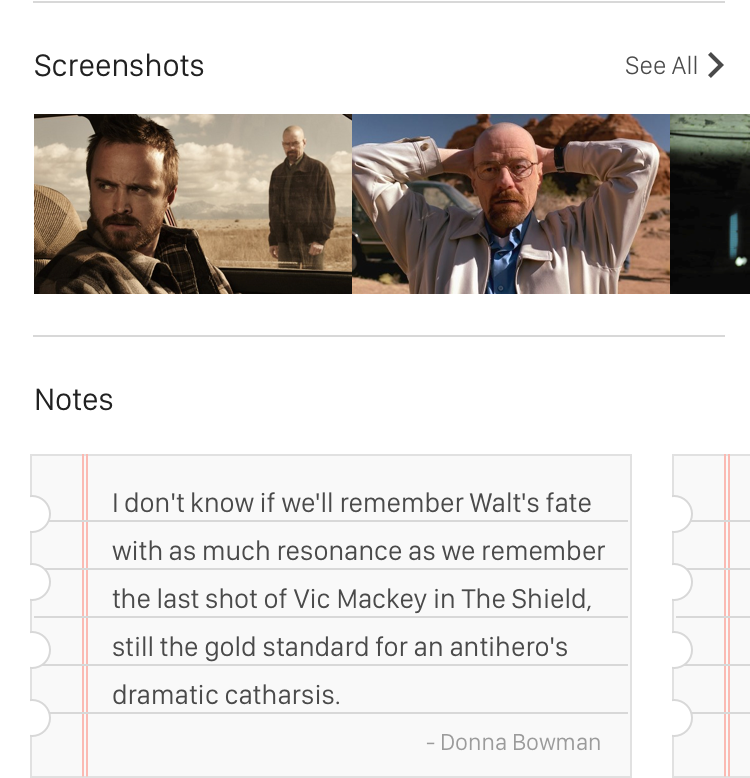 Screenshots
See All
Notes
I don't know if we'll remember Walt's fate
with as much resonance as we remember
the last shot of Vic Mackey in The Shield,
still the gold standard for an antihero's
dramatic catharsis.
- Donna Bowman